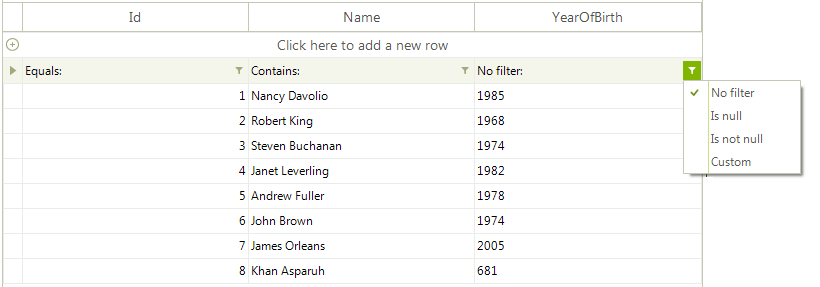 Id Name YearOfBirth
Click here to add a new row
Equals: Contains: No filter:
1 Nancy Davolio 1985 No filter
2 Robert King 1968 Is null
3 Steven Buchanan 1974 Is not null
4 Janet Leverling 1982 Custom
5 Andrew Fuller 1978
6 John Brown 1974
7 James Orleans 2005
8 Khan Asparuh 681